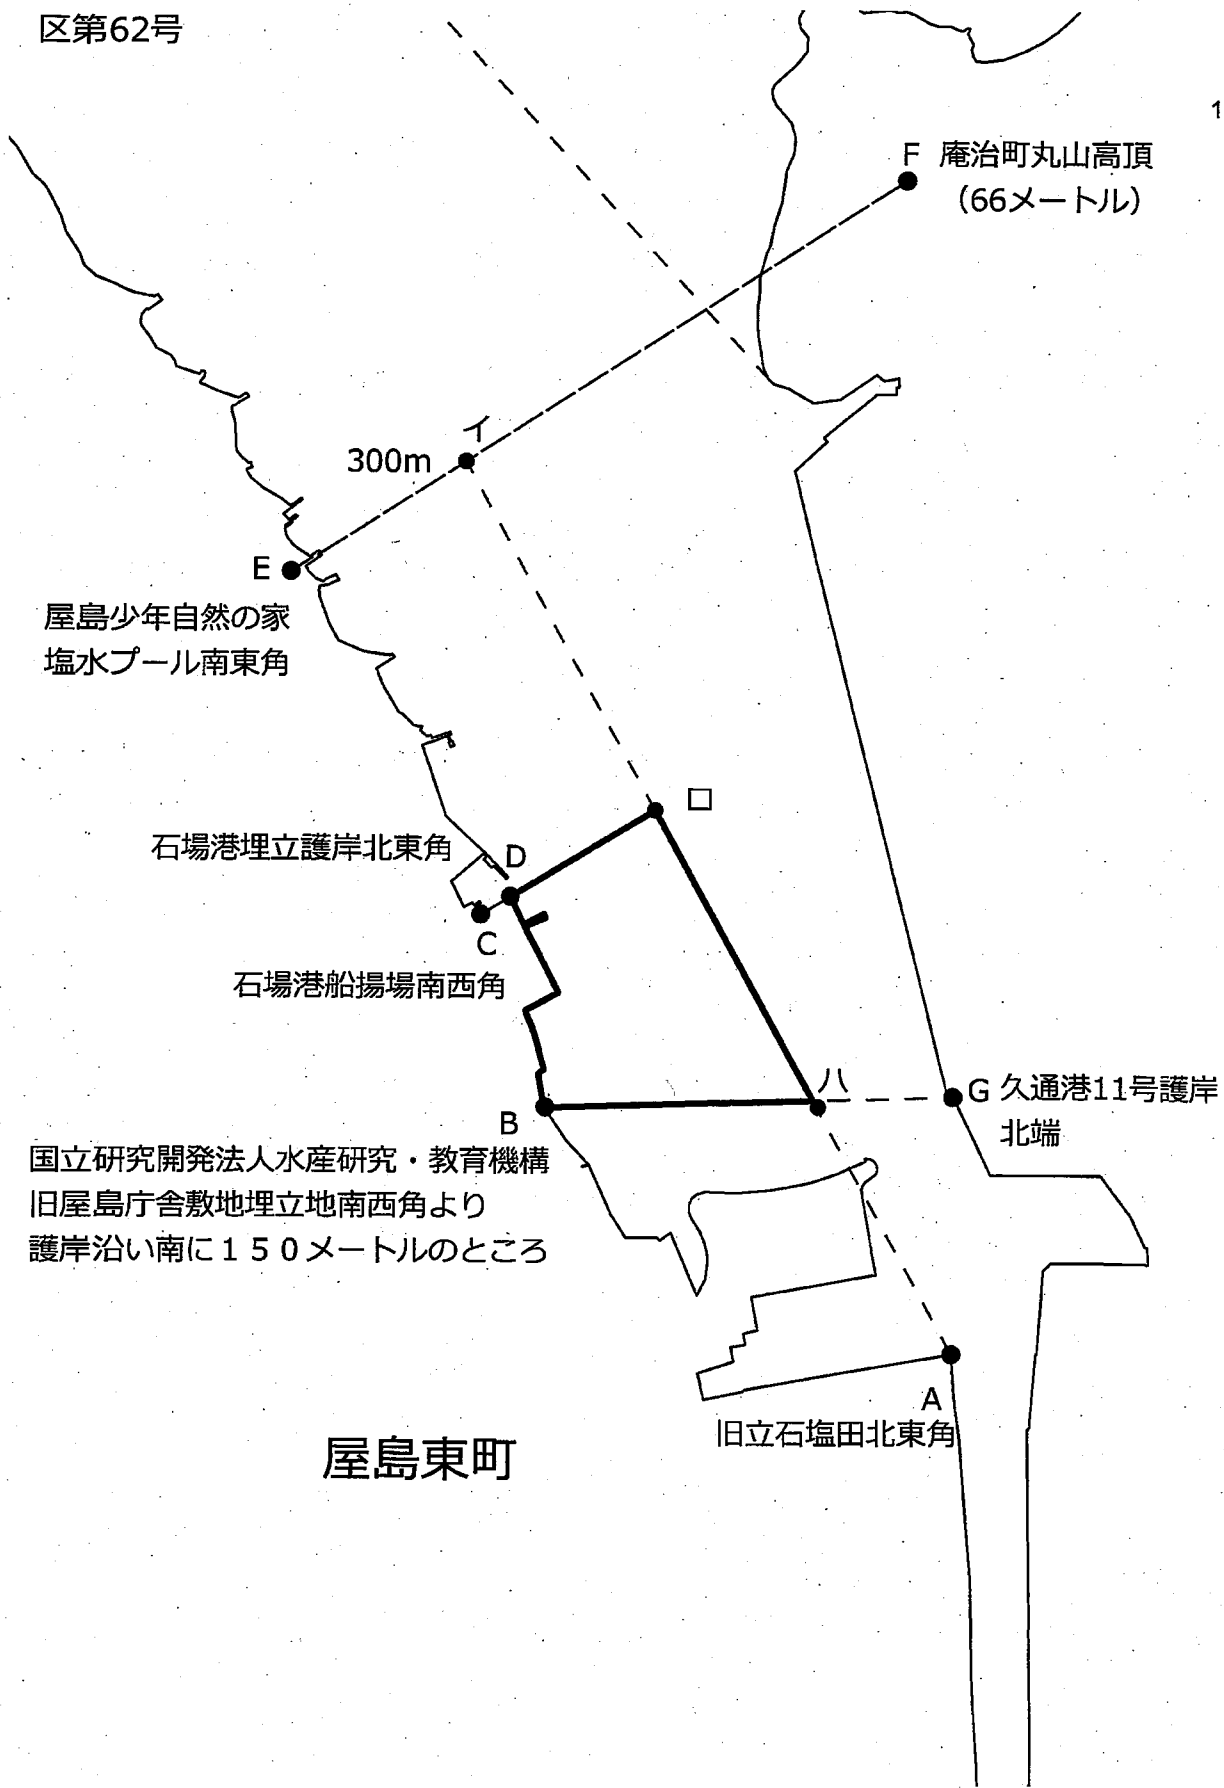 区第62号
1
F 庵治町丸山高頂
（66メートル）
イ
300m
E
屋島少年自然の家
塩水プール南東角
ロ
石場港埋立護岸北東角
D
C
石場港船揚場南西角
ハ
G 久通港11号護岸
北端
B
国立研究開発法人水産研究・教育機構
旧屋島庁舎敷地埋立地南西角より
護岸沿い南に１５０メートルのところ
A
旧立石塩田北東角
屋島東町